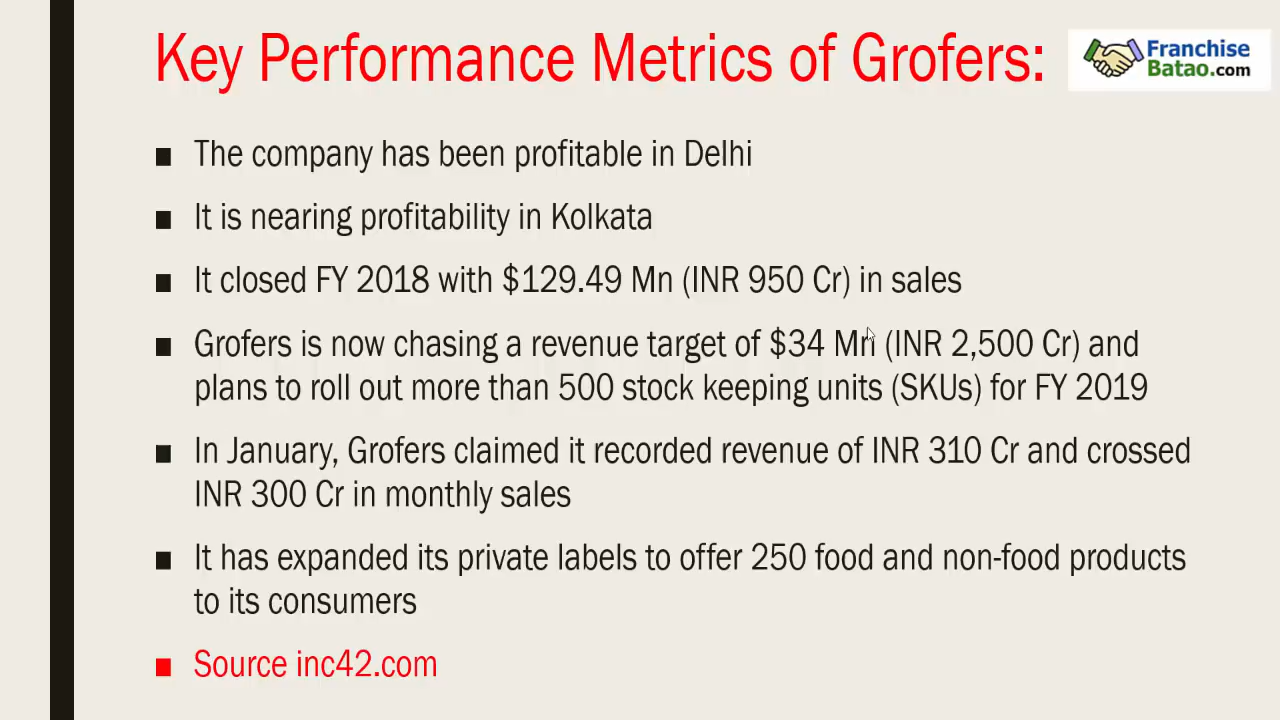 Key Performance Metrics of Grofers:
Franchise
Batao.com
■ The company has been profitable in Delhi
■ It is nearing profitability in Kolkata
■ It closed FY 2018 with $129.49 Mn (INR 950 Cr) in sales
■ Grofers is now chasing a revenue target of $34 Mn (INR 2,500 Cr) and
plans to roll out more than 500 stock keeping units (SKUs) for FY 2019
■ In January, Grofers claimed it recorded revenue of INR 310 Cr and crossed
INR 300 Cr in monthly sales
■ It has expanded its private labels to offer 250 food and non-food products
to its consumers
■ Source inc42.com